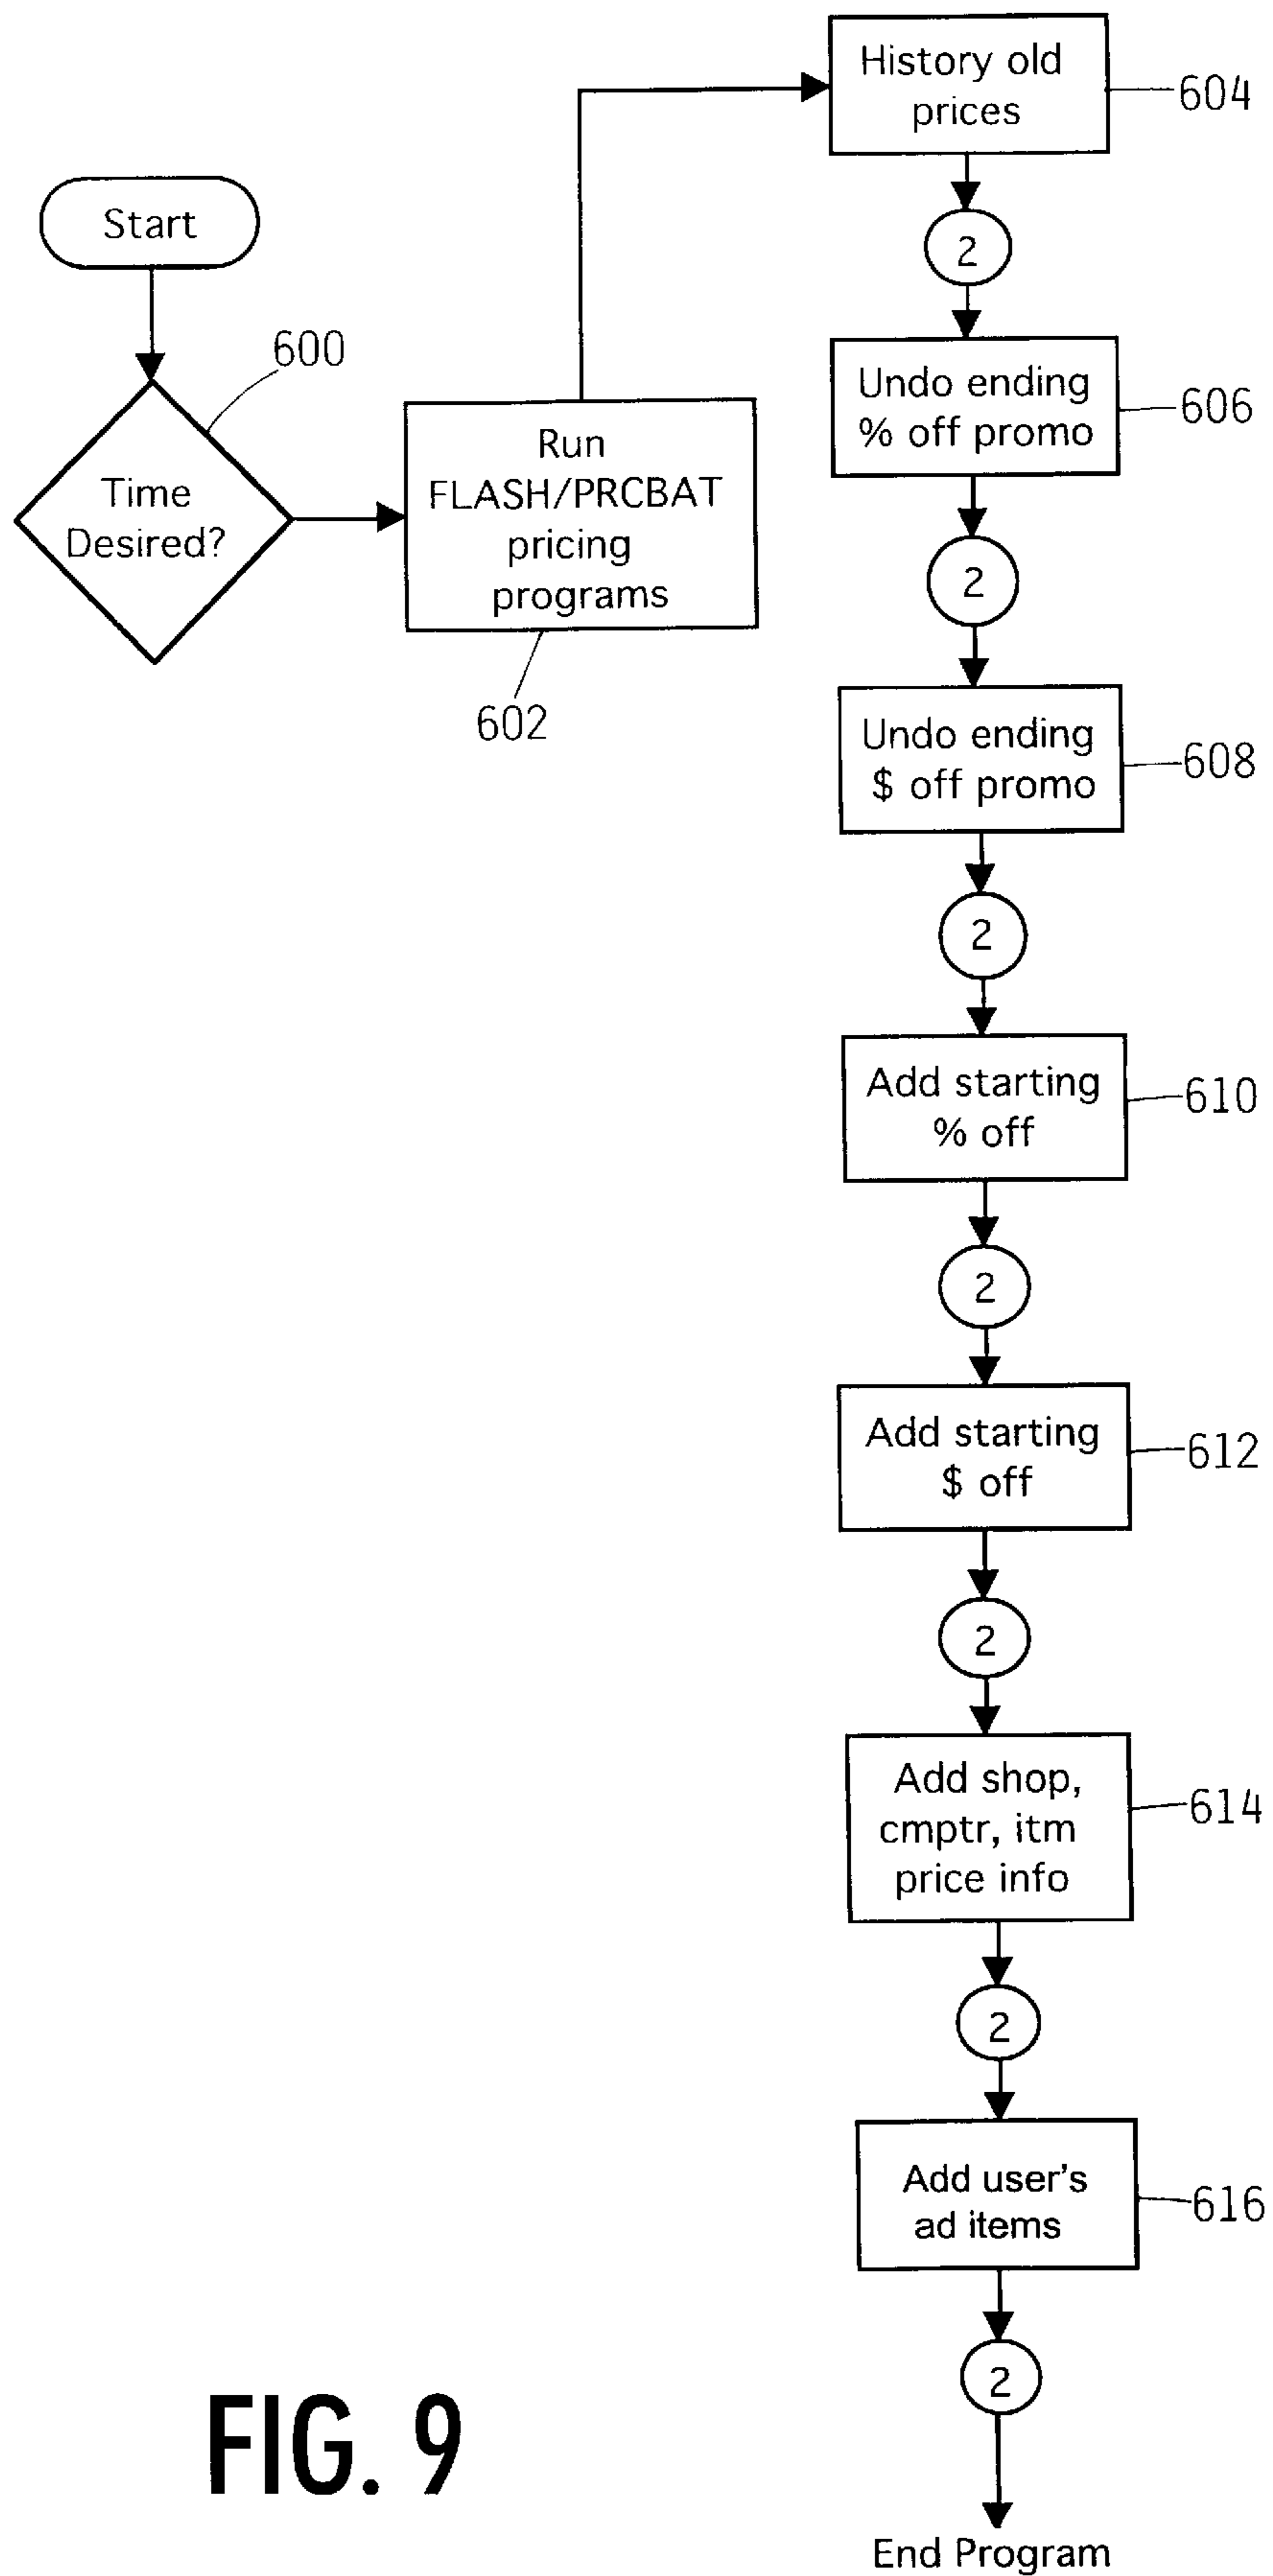 Start
600
Time
Desired?
Run
FLASH/PRCBAT
pricing
programs
602
History old
prices
604
2
Undo ending
% off promo
606
2
Undo ending
$ off promo
608
2
Add starting
% off
610
2
Add starting
$ off
612
2
Add shop,
cmptr, itm
price info
614
2
Add user's
ad items
616
2
End Program
FIG. 9